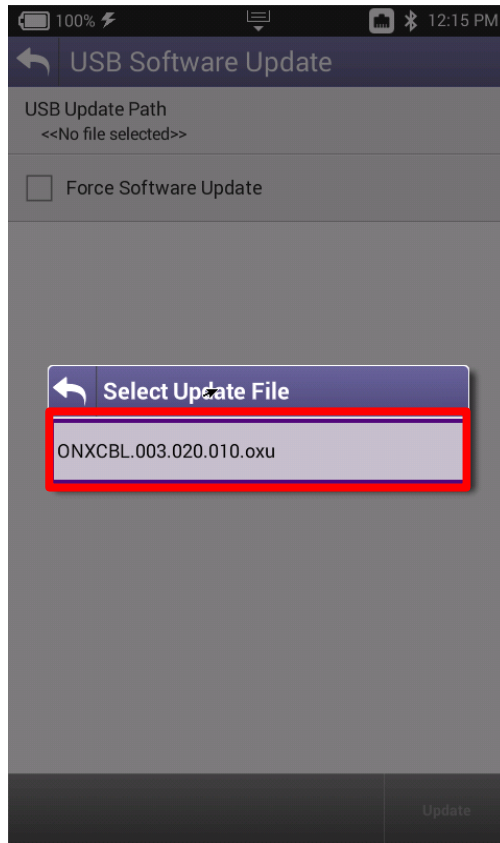 100% 12:15 PM
USB Software Update
USB Update Path
<<No file selected>>
Force Software Update
Select Update File
ONXCBL.003.020.010.oxu
Update